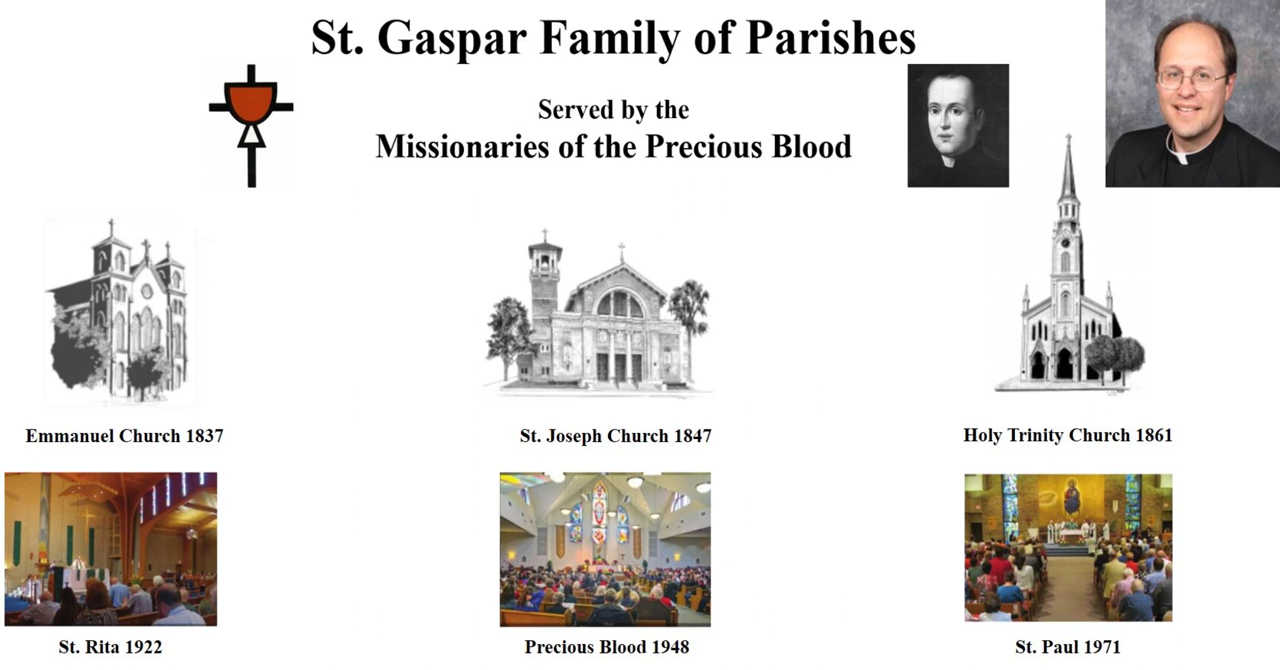 St. Gaspar Family of Parishes
Served by the
Missionaries of the Precious Blood
Emmanuel Church 1837
St. Joseph Church 1847
Holy Trinity Church 1861
St. Rita 1922
Precious Blood 1948
St. Paul 1971